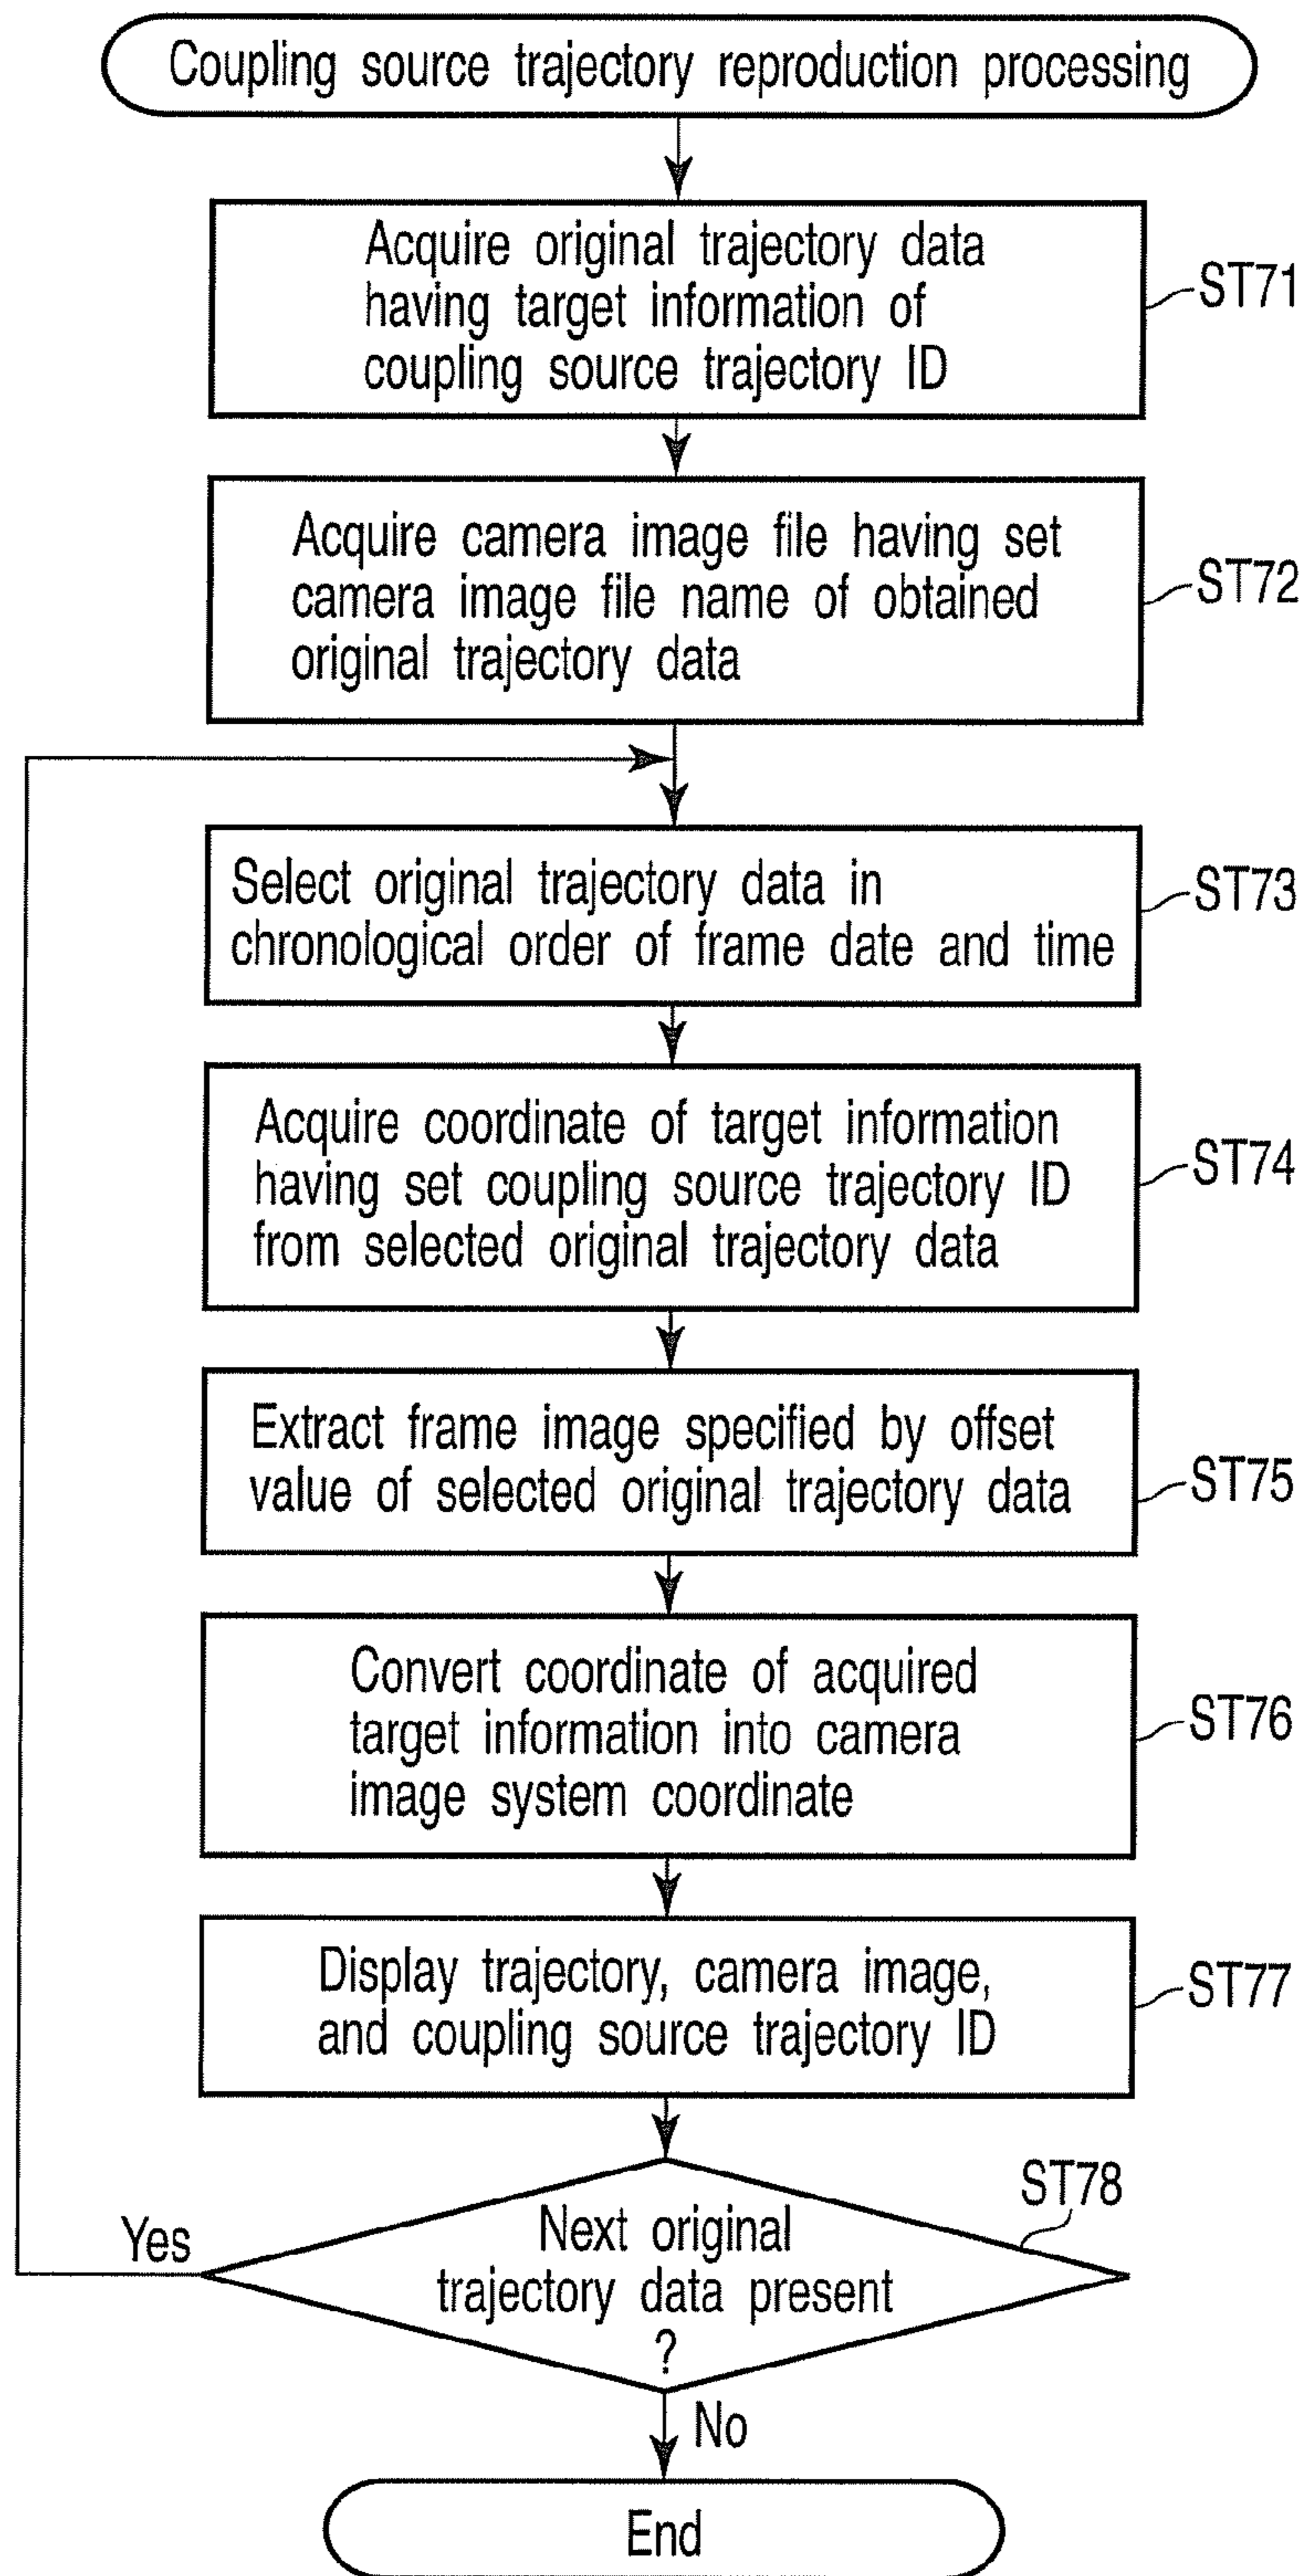 Coupling source trajectory reproduction processing
Acquire original trajectory data
having target information of
coupling source trajectory ID
ST71
Acquire camera image file having set
camera image file name of obtained
original trajectory data
ST72
Select original trajectory data in
chronological order of frame date and time
ST73
Acquire coordinate of target information
having set coupling source trajectory ID
from selected original trajectory data
ST74
Extract frame image specified by offset
value of selected original trajectory data
ST75
Convert coordinate of acquired
target information into camera
image system coordinate
ST76
Display trajectory, camera image,
and coupling source trajectory ID
ST77
ST78
Yes
Next original
trajectory data present
?
No
End